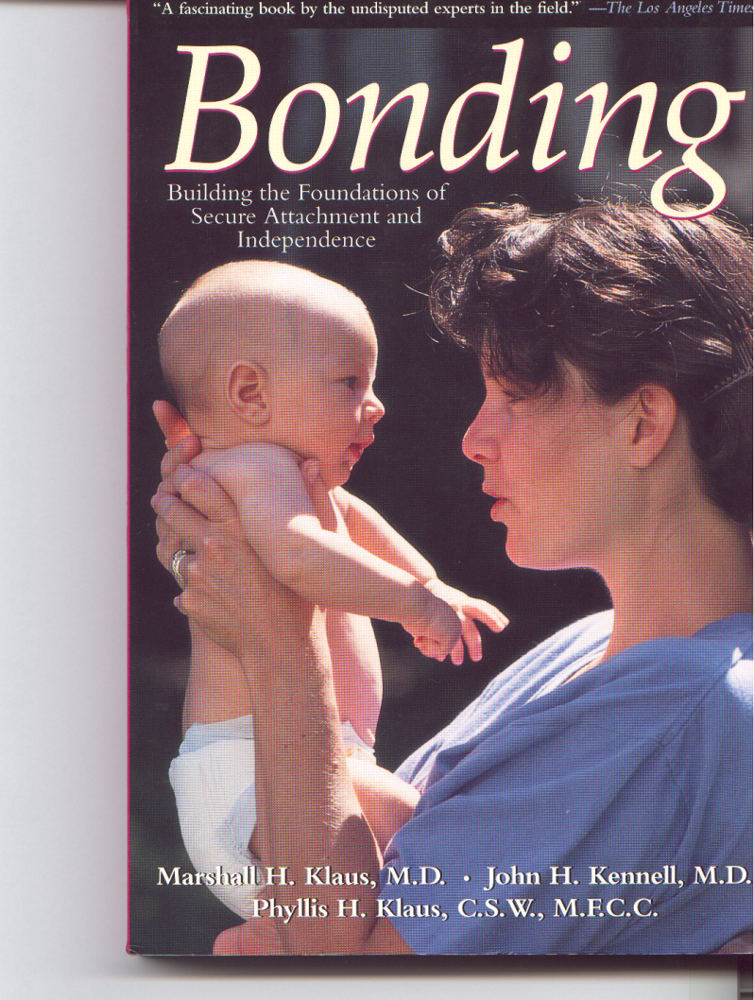 “A fascinating book by the undisputed experts in the field.” —The Los Angeles Times
Bonding
Building the Foundations of
Secure Attachment and
Independence
Marshall H. Klaus, M.D. • John H. Kennell, M.D.
Phyllis H. Klaus, C.S.W., M.F.C.C.